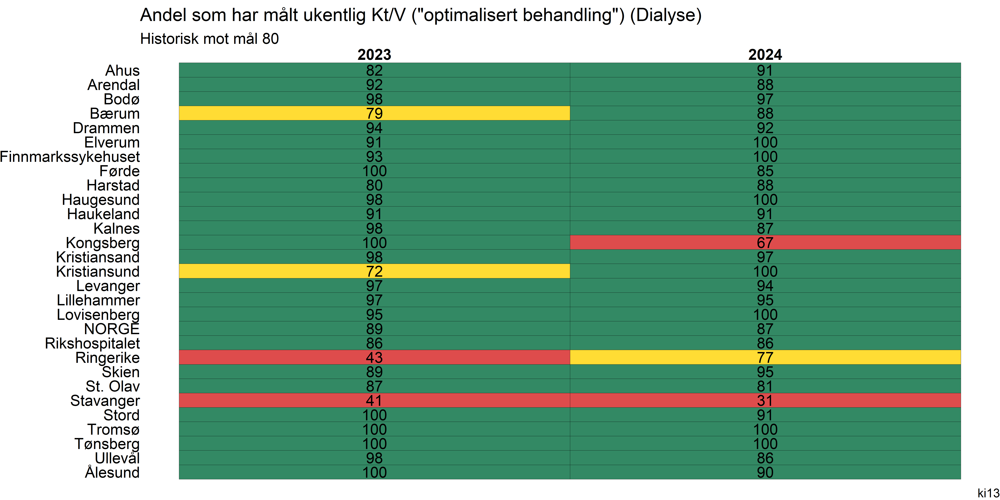 Andel som har målt ukentlig Kt/V ("optimalisert behandling") (Dialyse)
Historisk mot mål 80
2023 2024
Ahus 82 91
Arendal 92 88
Bodø 98 97
Bærum 79 88
Drammen 94 92
Elverum 91 100
Finnmarkssykehuset 93 100
Førde 100 85
Harstad 80 88
Haugesund 98 100
Haukeland 91 91
Kalnes 98 87
Kongsberg 100 67
Kristiansand 98 97
Kristiansund 72 100
Levanger 97 94
Lillehammer 97 95
Lovisenberg 95 100
NORGE 89 87
Rikshospitalet 86 86
Ringerike 43 77
Skien 89 95
St. Olav 87 81
Stavanger 41 31
Stord 100 91
Tromsø 100 100
Tønsberg 100 100
Ullevål 98 86
Ålesund 100 90
ki13